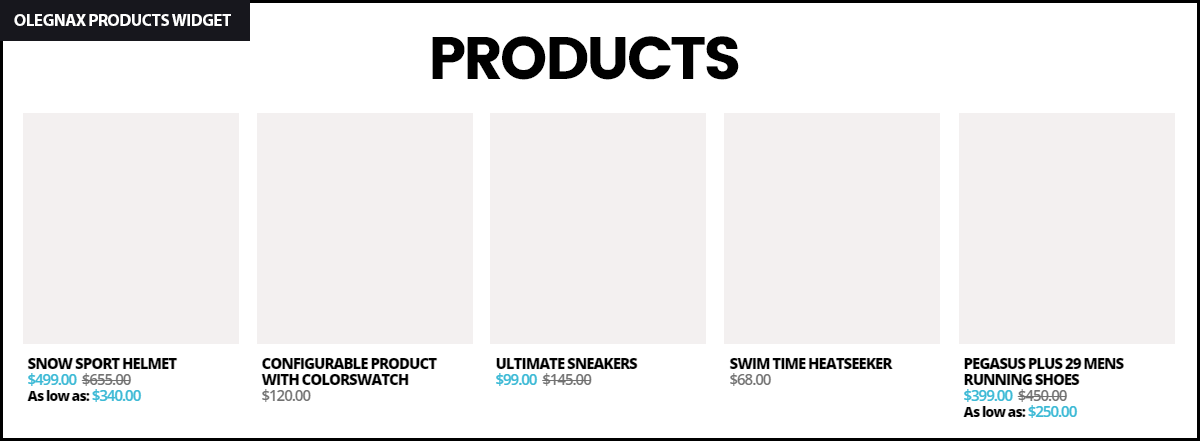 OLEGNAX PRODUCTS WIDGET
PRODUCTS
SNOW SPORT HELMET
$499.00 $655.00
As low as: $340.00
CONFIGURABLE PRODUCT
WITH COLORSWATCH
$120.00
ULTIMATE SNEAKERS
$99.00 $145.00
SWIM TIME HEATSEEKER
$68.00
PEGASUS PLUS 29 MENS
RUNNING SHOES
$399.00 $450.00
As low as: $250.00